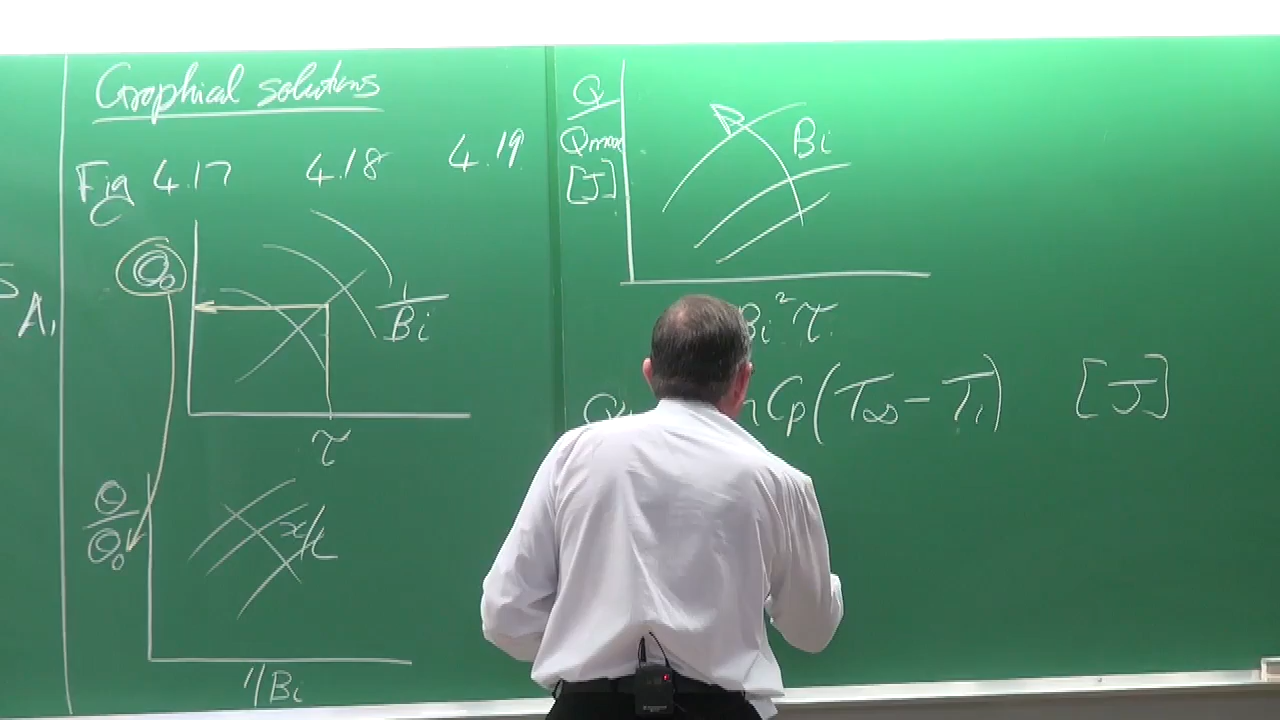 Graphical solutions
Fig 4.17 4.18 4.19
θ₀
1/Bi
τ
θ/θ₀
x/L
1/Bi
A₁
Q/Qmax
[J]
Bi
Bi²τ
Cp(T∞-T₁) [J]